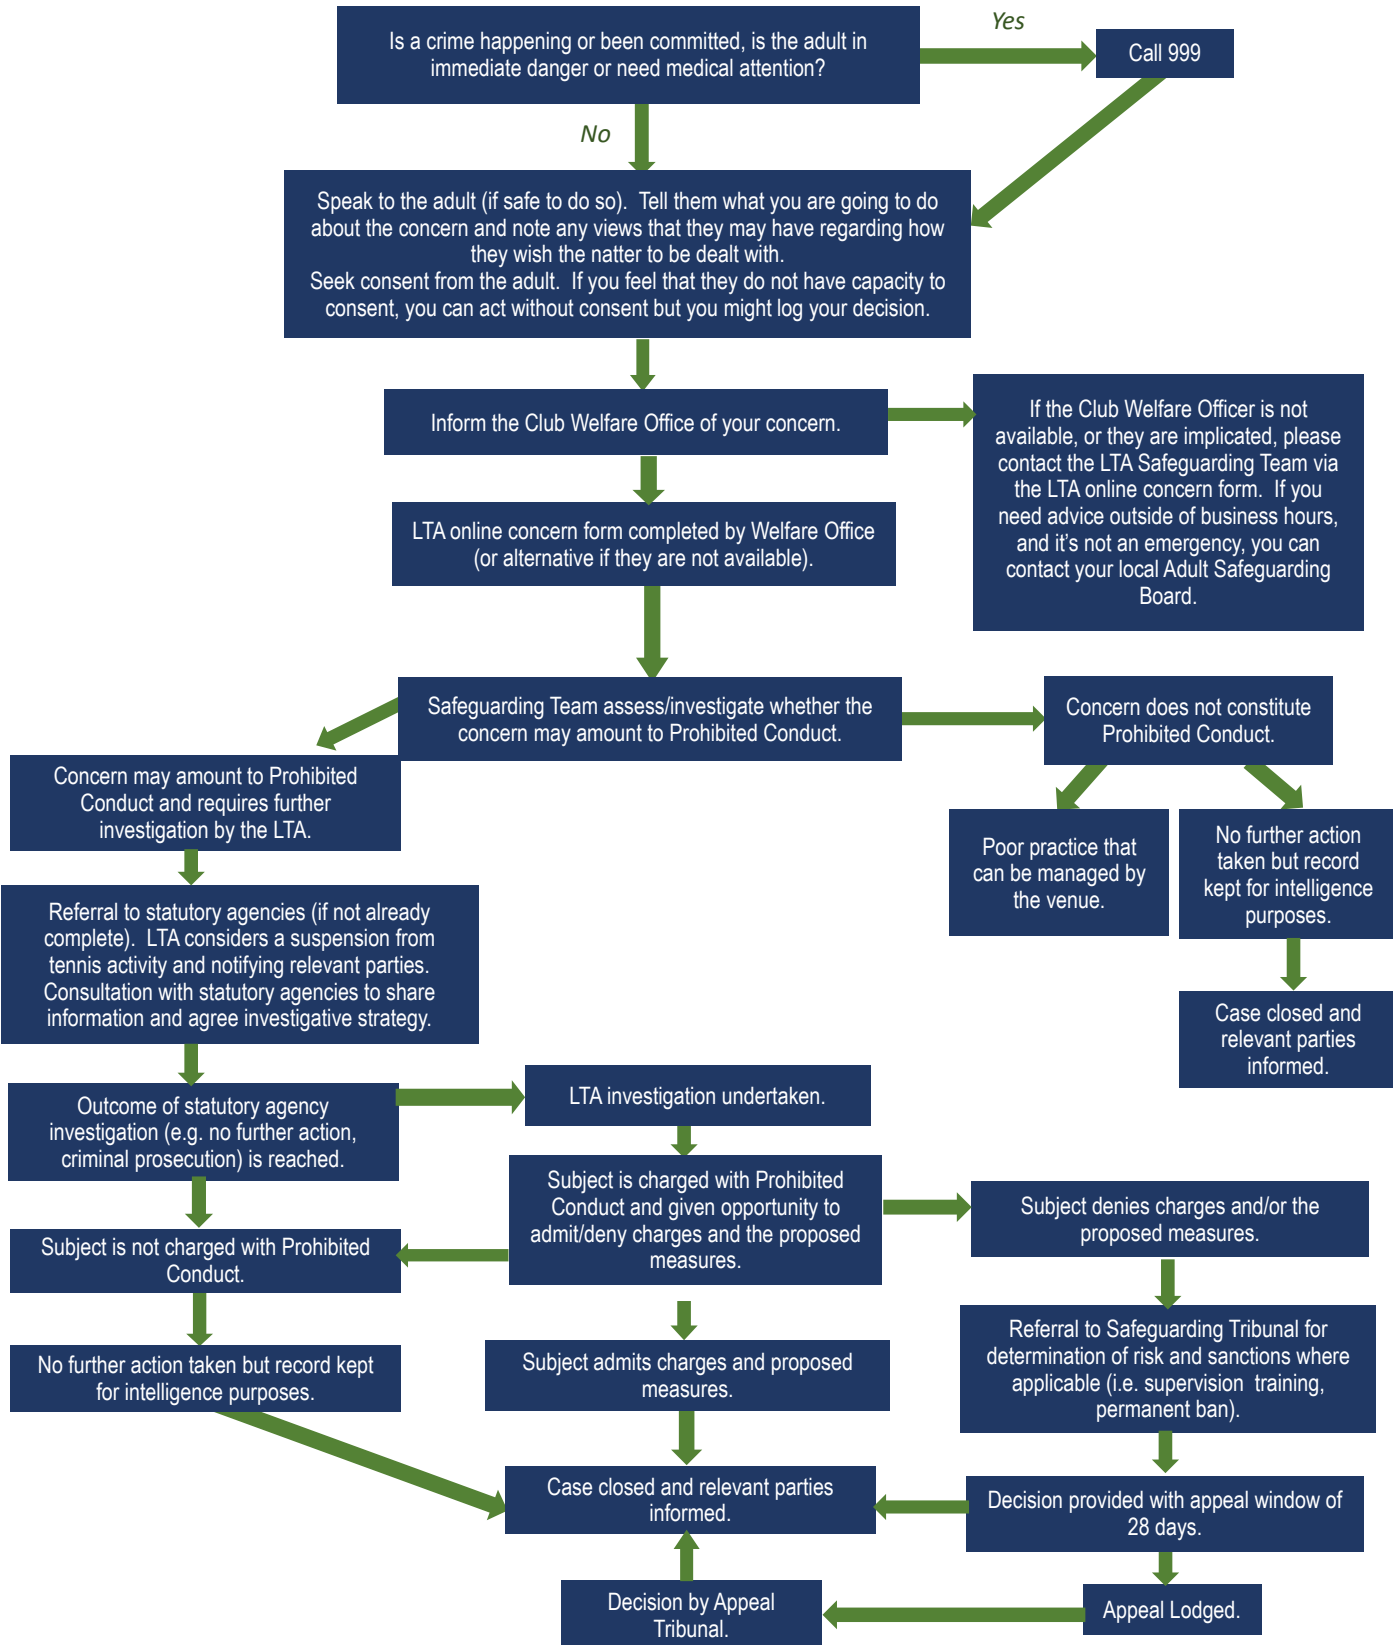 Is a crime happening or been committed, is the adult in
immediate danger or need medical attention?
Yes
Call 999
No
Speak to the adult (if safe to do so).  Tell them what you are going to do
about the concern and note any views that they may have regarding how
they wish the natter to be dealt with.
Seek consent from the adult.  If you feel that they do not have capacity to
consent, you can act without consent but you might log your decision.
Inform the Club Welfare Office of your concern.
If the Club Welfare Officer is not
available, or they are implicated, please
contact the LTA Safeguarding Team via
the LTA online concern form.  If you
need advice outside of business hours,
and it’s not an emergency, you can
contact your local Adult Safeguarding
Board.
LTA online concern form completed by Welfare Office
(or alternative if they are not available).
Safeguarding Team assess/investigate whether the
concern may amount to Prohibited Conduct.
Concern does not constitute
Prohibited Conduct.
Concern may amount to Prohibited
Conduct and requires further
investigation by the LTA.
Poor practice that
can be managed by
the venue.
No further action
taken but record
kept for intelligence
purposes.
Referral to statutory agencies (if not already
complete).  LTA considers a suspension from
tennis activity and notifying relevant parties.
Consultation with statutory agencies to share
information and agree investigative strategy.
Case closed and
relevant parties
informed.
Outcome of statutory agency
investigation (e.g. no further action,
criminal prosecution) is reached.
LTA investigation undertaken.
Subject is charged with Prohibited
Conduct and given opportunity to
admit/deny charges and the proposed
measures.
Subject denies charges and/or the
proposed measures.
Subject is not charged with Prohibited
Conduct.
Referral to Safeguarding Tribunal for
determination of risk and sanctions where
applicable (i.e. supervision  training,
permanent ban).
No further action taken but record kept
for intelligence purposes.
Subject admits charges and proposed
measures.
Case closed and relevant parties
informed.
Decision provided with appeal window of
28 days.
Decision by Appeal
Tribunal.
Appeal Lodged.